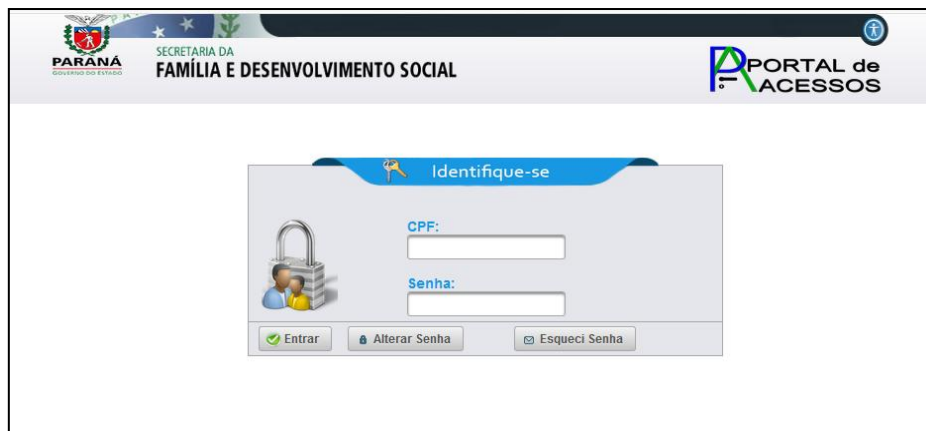 PARANÁ
GOVERNO DO ESTADO
SECRETARIA DA
FAMÍLIA E DESENVOLVIMENTO SOCIAL
PORTAL de
ACESSOS
Identifique-se
CPF:
Senha:
Entrar
Alterar Senha
Esqueci Senha